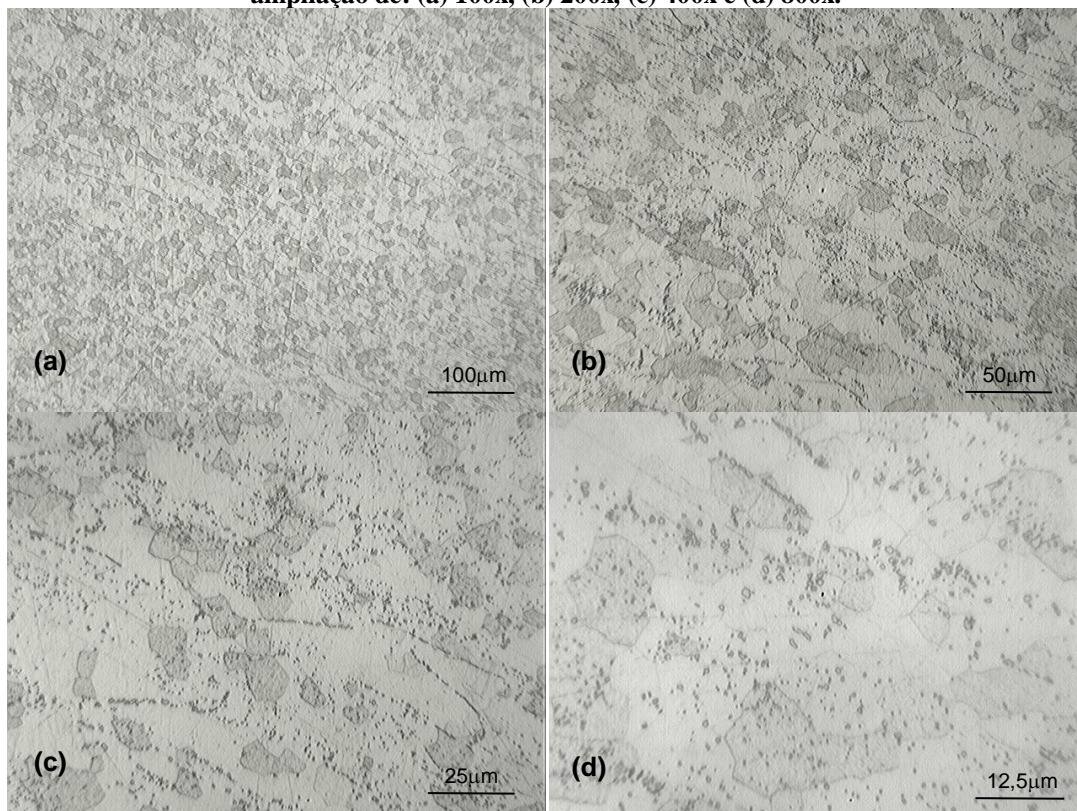 ampliação de: (a) 100x, (b) 200x, (c) 400x e (d) 800x.
(a)
100μm
(b)
50μm
(c)
25μm
(d)
12,5μm